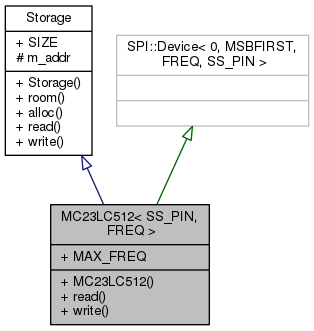 Storage
+ SIZE
# m_addr
+ Storage()
+ room()
+ alloc()
+ read()
+ write()
SPI::Device< 0, MSBFIRST,
FREQ, SS_PIN >
MC23LC512< SS_PIN,
FREQ >
+ MAX_FREQ
+ MC23LC512()
+ read()
+ write()